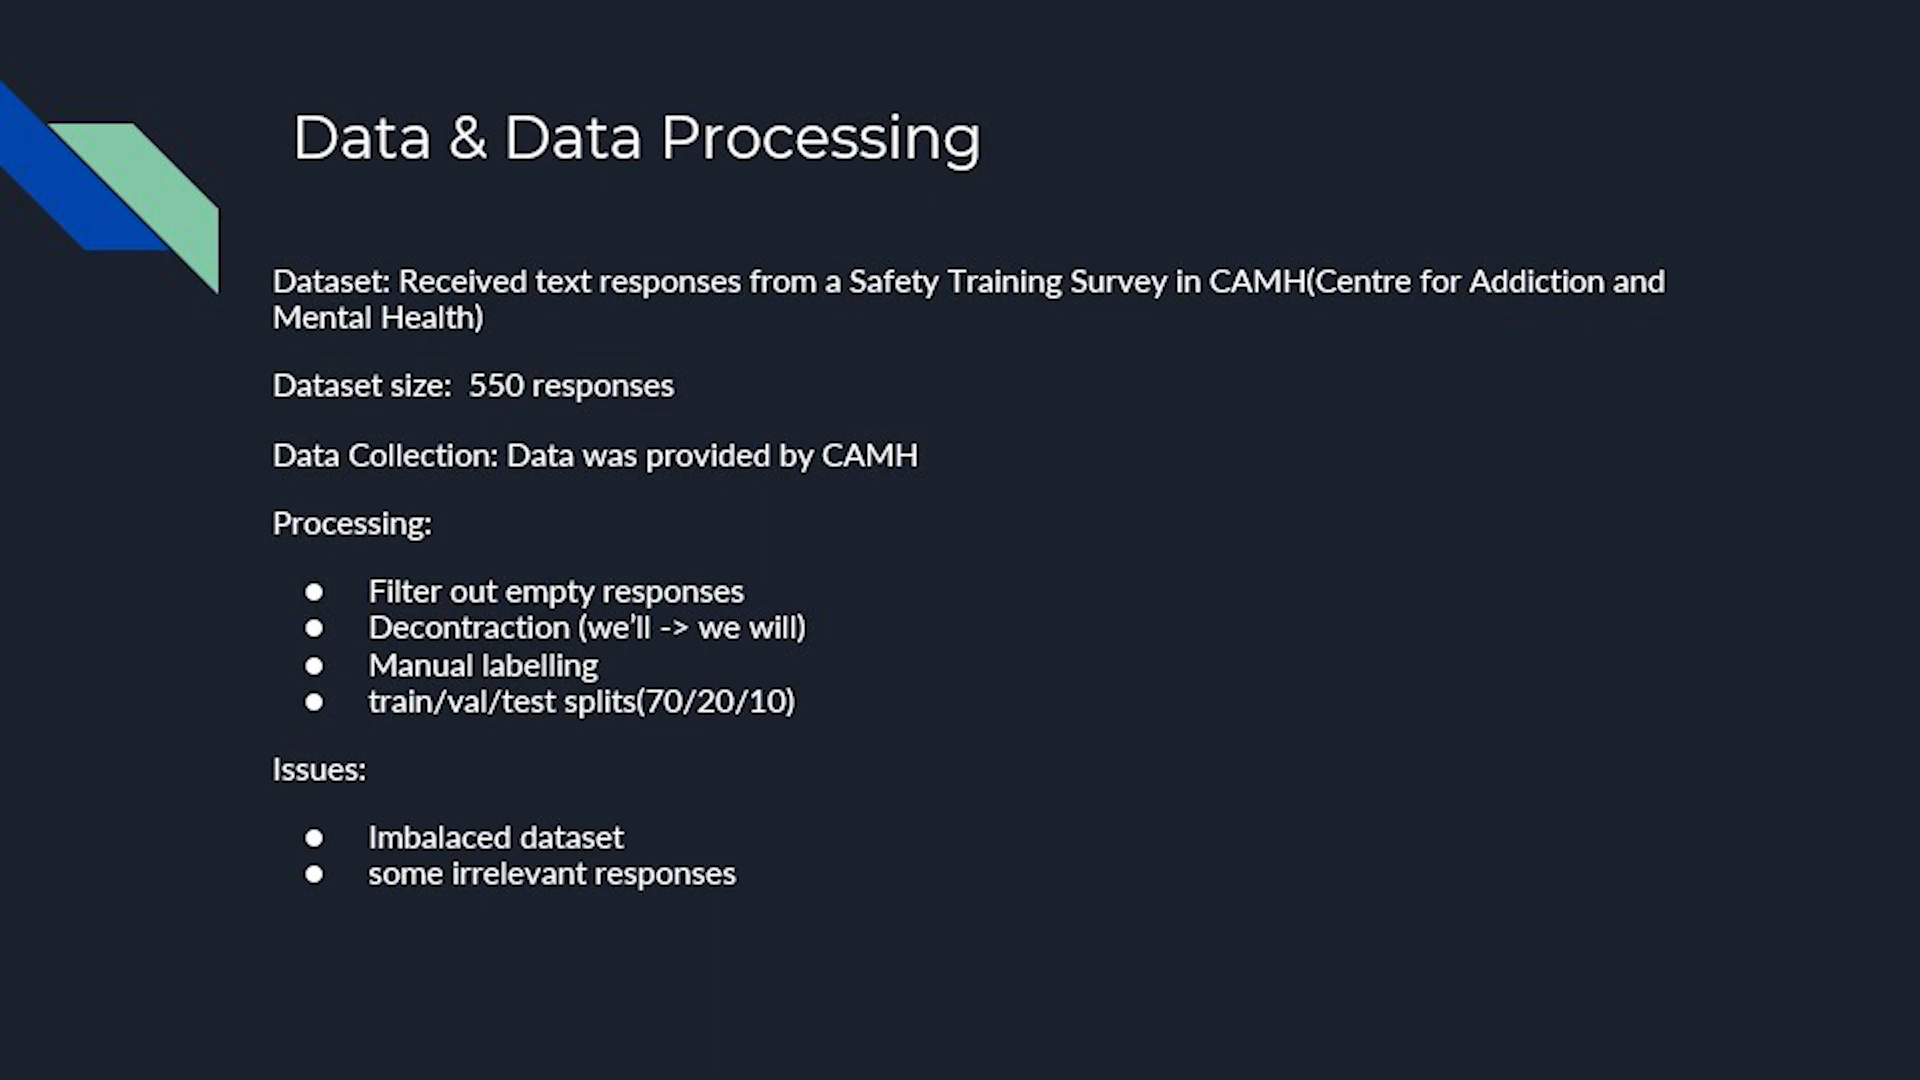 Data & Data Processing
Dataset: Received text responses from a Safety Training Survey in CAMH(Centre for Addiction and
Mental Health)
Dataset size:  550 responses
Data Collection: Data was provided by CAMH
Processing:
● Filter out empty responses
● Decontraction (we’ll -> we will)
● Manual labelling
● train/val/test splits(70/20/10)
Issues:
● Imbalaced dataset
● some irrelevant responses